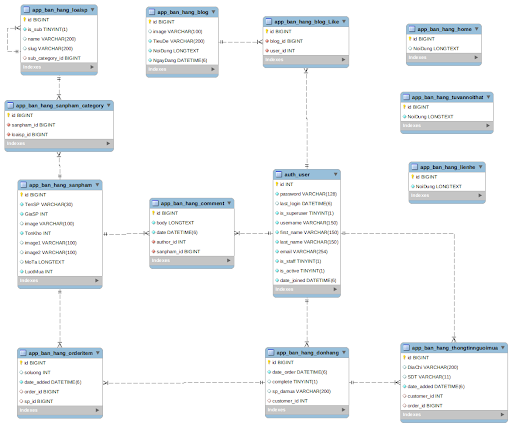 app_ban_hang_loaisp
id BIGINT
is_sub TINYINT(1)
name VARCHAR(200)
slug VARCHAR(200)
sub_category_id BIGINT
Indexes
app_ban_hang_blog
id BIGINT
image VARCHAR(100)
TieuDe VARCHAR(200)
NoiDung LONGTEXT
NgayDang DATETIME(6)
Indexes
app_ban_hang_blog_Like
id BIGINT
blog_id BIGINT
user_id INT
Indexes
app_ban_hang_home
id BIGINT
NoiDung LONGTEXT
Indexes
app_ban_hang_sanpham_category
id BIGINT
sanpham_id BIGINT
loaisp_id BIGINT
Indexes
app_ban_hang_tuvannoithat
id BIGINT
NoiDung LONGTEXT
Indexes
app_ban_hang_lienhe
id BIGINT
NoiDung LONGTEXT
Indexes
app_ban_hang_sanpham
id BIGINT
TenSP VARCHAR(30)
GiaSP INT
image VARCHAR(100)
TonKho INT
image1 VARCHAR(100)
image2 VARCHAR(100)
MoTa LONGTEXT
LuotMua INT
Indexes
app_ban_hang_comment
id BIGINT
body LONGTEXT
date DATETIME(6)
author_id INT
sanpham_id BIGINT
Indexes
auth_user
id INT
password VARCHAR(128)
last_login DATETIME(6)
is_superuser TINYINT(1)
username VARCHAR(150)
first_name VARCHAR(150)
last_name VARCHAR(150)
email VARCHAR(254)
is_staff TINYINT(1)
is_active TINYINT(1)
date_joined DATETIME(6)
Indexes
app_ban_hang_orderitem
id BIGINT
soluong INT
date_added DATETIME(6)
order_id BIGINT
sp_id BIGINT
Indexes
app_ban_hang_donhang
id BIGINT
date_order DATETIME(6)
complete TINYINT(1)
sp_damua VARCHAR(200)
customer_id INT
Indexes
app_ban_hang_thongtinnguoimua
id BIGINT
DiaChi VARCHAR(200)
SDT VARCHAR(11)
date_added DATETIME(6)
customer_id INT
order_id BIGINT
Indexes